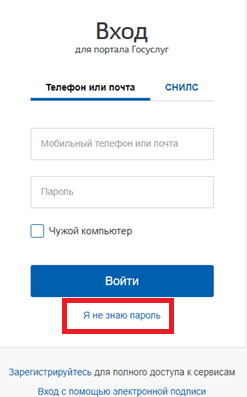 Вход
для портала Госуслуг
Телефон или почта СНИЛС
Мобильный телефон или почта
Пароль
Чужой компьютер
Войти
Я не знаю пароль
Зарегистрируйтесь для полного доступа к сервисам
Вход с помощью электронной подписи